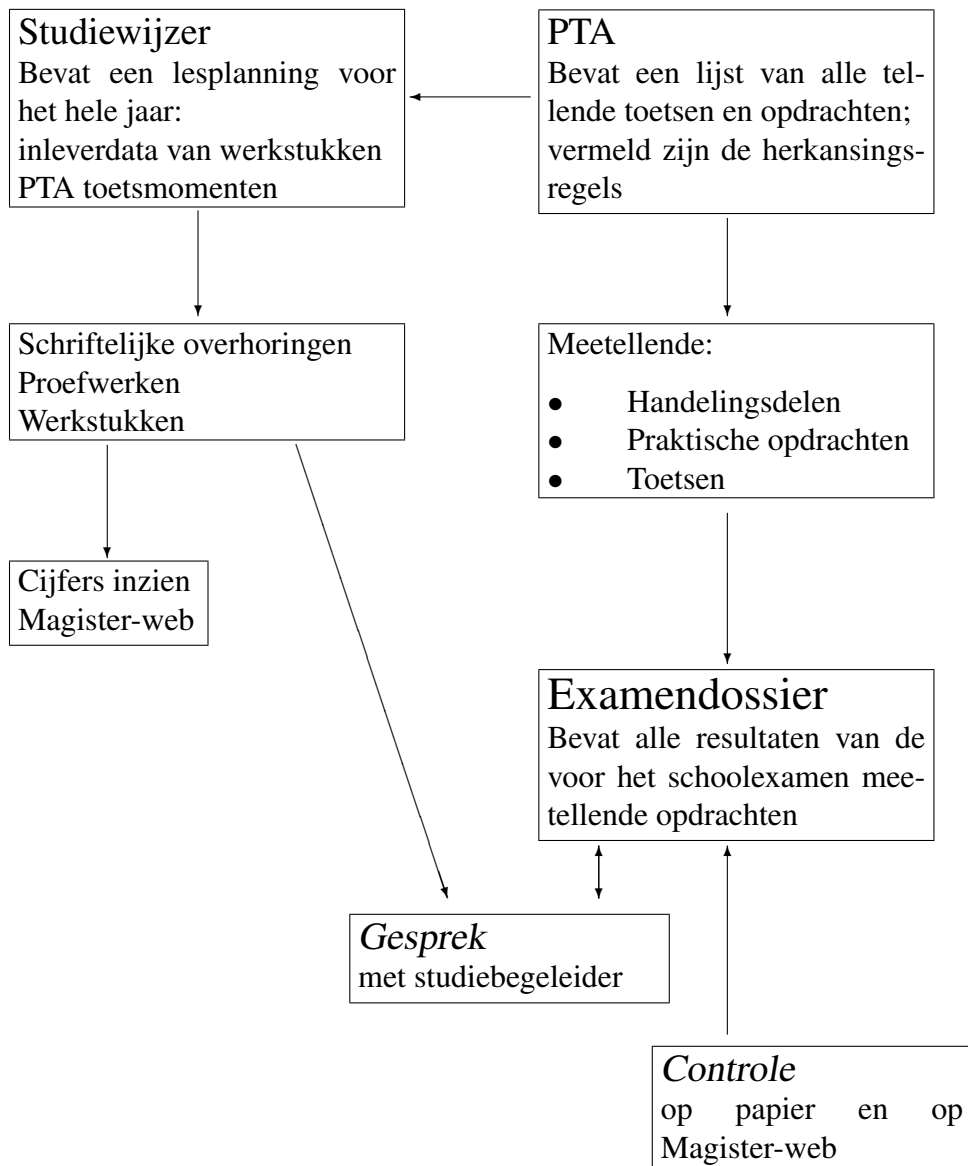 Studiewijzer
Bevat een lesplanning voor
het hele jaar:
inleverdata van werkstukken
PTA toetsmomenten
PTA
Bevat een lijst van alle tel-
lende toetsen en opdrachten;
vermeld zijn de herkansings-
regels
Schriftelijke overhoringen
Proefwerken
Werkstukken
Meetellende:
• Handelingsdelen
• Praktische opdrachten
• Toetsen
Cijfers inzien
Magister-web
Examendossier
Bevat alle resultaten van de
voor het schoolexamen mee-
tellende opdrachten
Gesprek
met studiebegeleider
Controle
op papier en op
Magister-web